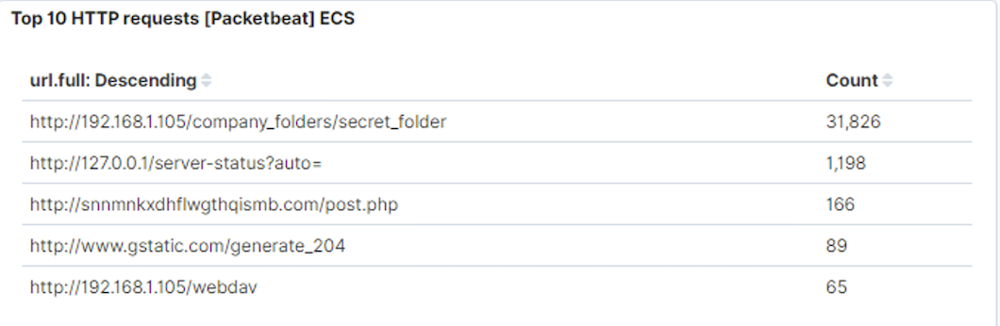 Top 10 HTTP requests [Packetbeat] ECS
url.full: Descending Count
http://192.168.1.105/company_folders/secret_folder 31,826
http://127.0.0.1/server-status?auto= 1,198
http://snnmnkxdhflwgthqismb.com/post.php 166
http://www.gstatic.com/generate_204 89
http://192.168.1.105/webdav 65